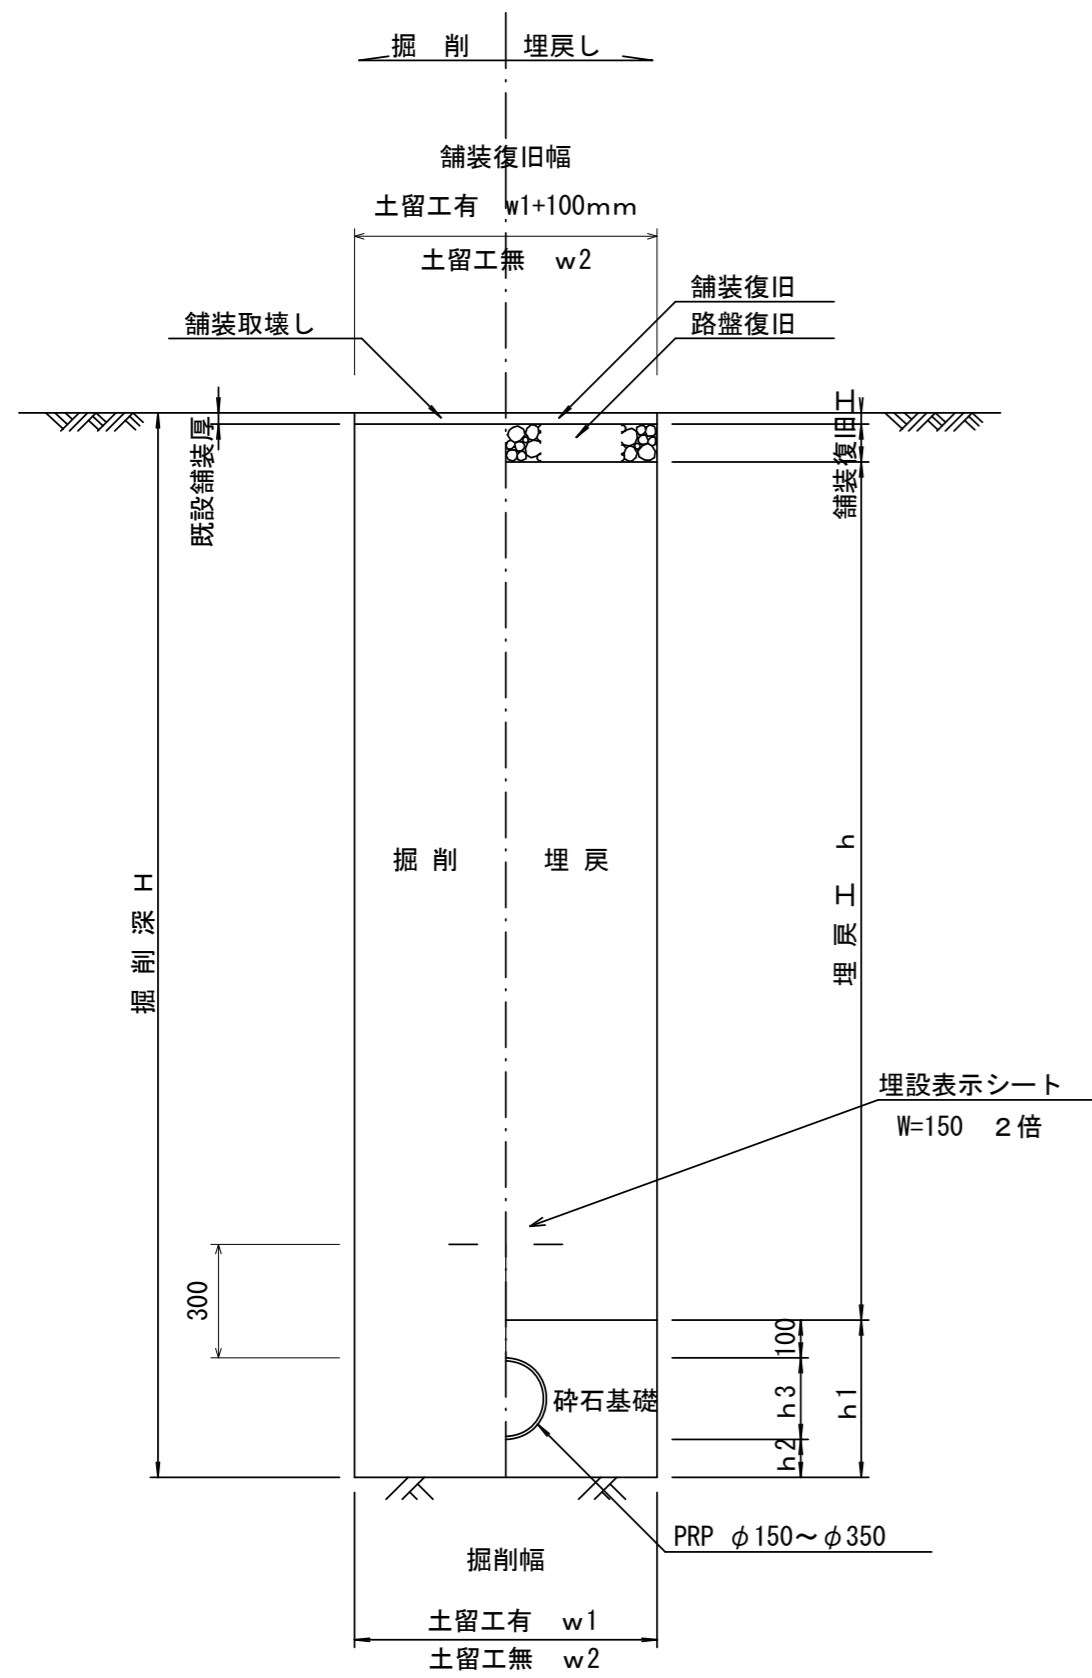 掘 削 埋戻し
舗装復旧幅
土留工有 w1+100mm
土留工無 w2
舗装復旧
舗装取壊し
路盤復旧
既設舗装厚
舗装復旧工
掘削 埋戻
掘削深 H
埋戻工 h
埋設表示シート
W=150 2倍
300
100
砕石基礎
h3
h1
h2
PRP φ150～φ350
掘削幅
土留工有 w1
土留工無 w2